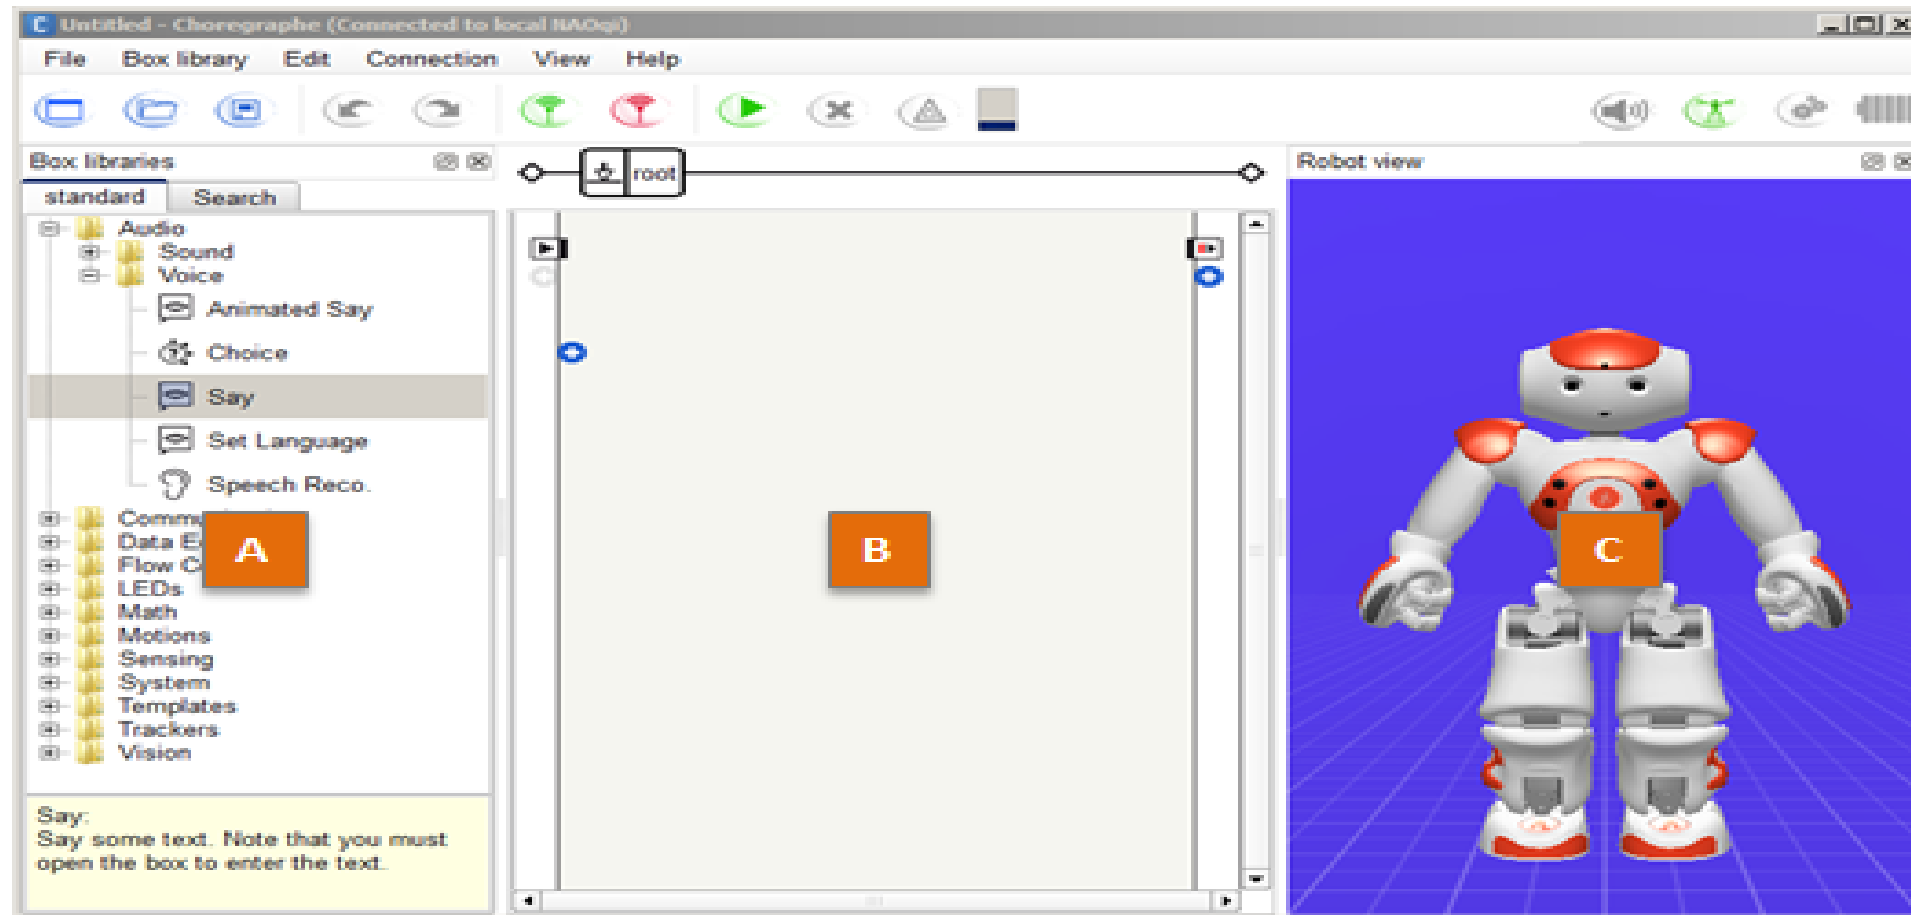 Untitled - Choregraphe (Connected to local NAOqi)
File Box library Edit Connection View Help
Box libraries
standard Search
Audio
Sound
Voice
Animated Say
Choice
Say
Set Language
Speech Reco.
Data
Flow
LEDs
Math
Motions
Sensing
System
Templates
Trackers
Vision
A
Say:
Say some text. Note that you must
open the box to enter the text.
root
B
Robot view
C